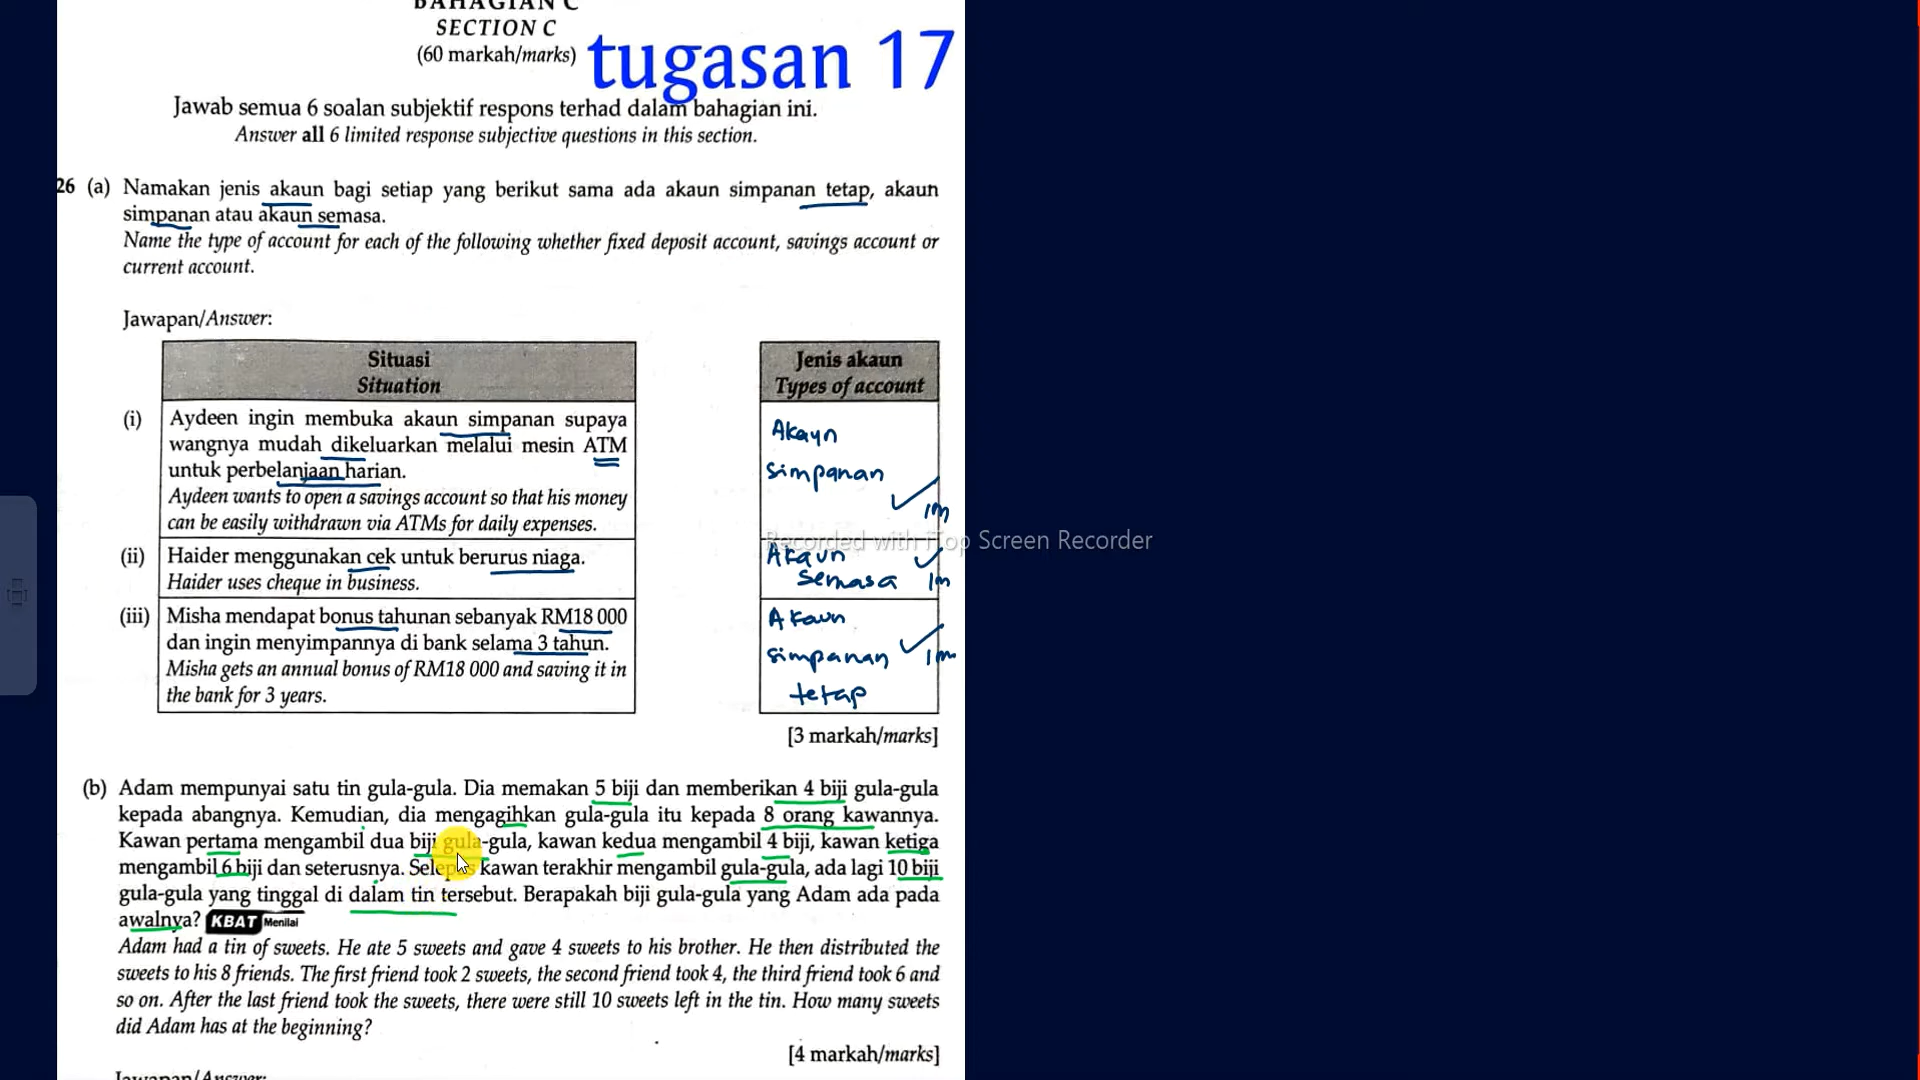 BAHAGIAN C
SECTION C
(60 markah/marks)
tugasan 17
Jawab semua 6 soalan subjektif respons terhad dalam bahagian ini.
Answer all 6 limited response subjective questions in this section.
26 (a) Namakan jenis akaun bagi setiap yang berikut sama ada akaun simpanan tetap, akaun
simpanan atau akaun semasa.
Name the type of account for each of the following whether fixed deposit account, savings account or
current account.
Jawapan/Answer:
Situasi
Situation
Jenis akaun
Types of account
(i) Aydeen ingin membuka akaun simpanan supaya
wangnya mudah dikeluarkan melalui mesin ATM
untuk perbelanjaan harian.
Aydeen wants to open a savings account so that his money
can be easily withdrawn via ATMs for daily expenses.
Akaun
simpanan
1m
Recorded with iTop Screen Recorder
(ii) Haider menggunakan cek untuk berurus niaga.
Haider uses cheque in business.
Akaun
semasa 1m
(iii) Misha mendapat bonus tahunan sebanyak RM18 000
dan ingin menyimpannya di bank selama 3 tahun.
Misha gets an annual bonus of RM18 000 and saving it in
the bank for 3 years.
Akaun
simpanan 1m
tetap
[3 markah/marks]
(b) Adam mempunyai satu tin gula-gula. Dia memakan 5 biji dan memberikan 4 biji gula-gula
kepada abangnya. Kemudian, dia mengagihkan gula-gula itu kepada 8 orang kawannya.
Kawan pertama mengambil dua biji gula-gula, kawan kedua mengambil 4 biji, kawan ketiga
mengambil 6 biji dan seterusnya. Selepas kawan terakhir mengambil gula-gula, ada lagi 10 biji
gula-gula yang tinggal di dalam tin tersebut. Berapakah biji gula-gula yang Adam ada pada
awalnya? KBAT Menilai
Adam had a tin of sweets. He ate 5 sweets and gave 4 sweets to his brother. He then distributed the
sweets to his 8 friends. The first friend took 2 sweets, the second friend took 4, the third friend took 6 and
so on. After the last friend took the sweets, there were still 10 sweets left in the tin. How many sweets
did Adam has at the beginning?
[4 markah/marks]
Jawapan/Answer: